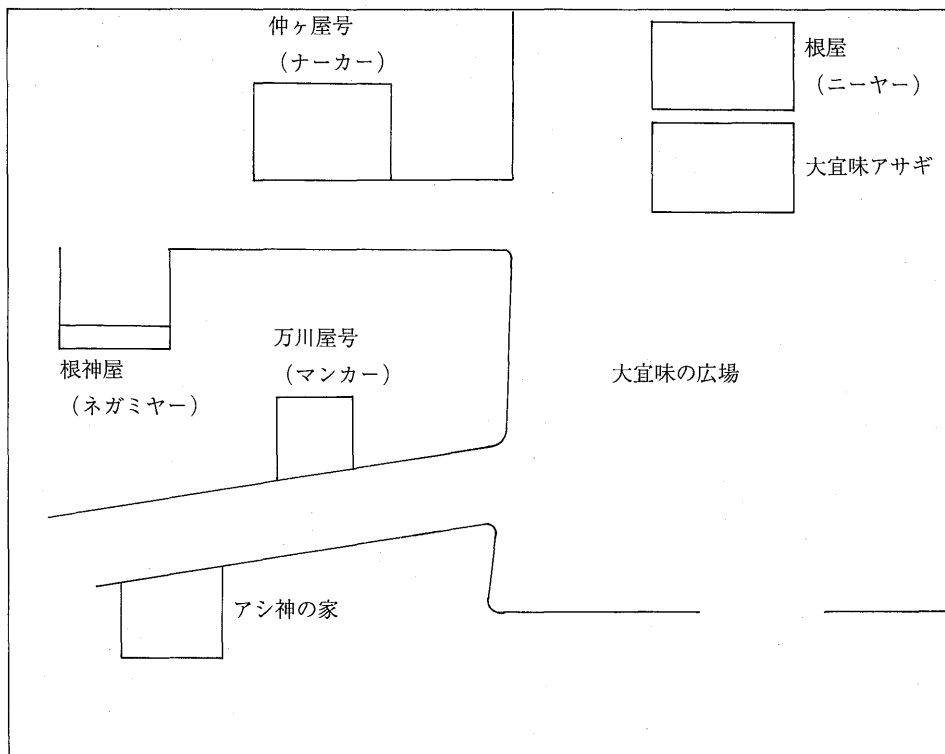 仲ヶ屋号
（ナーカー）
根屋
（ニーヤー）
大宜味アサギ
万川屋号
（マンカー）
根神屋
（ネガミヤー）
大宜味の広場
アシ神の家